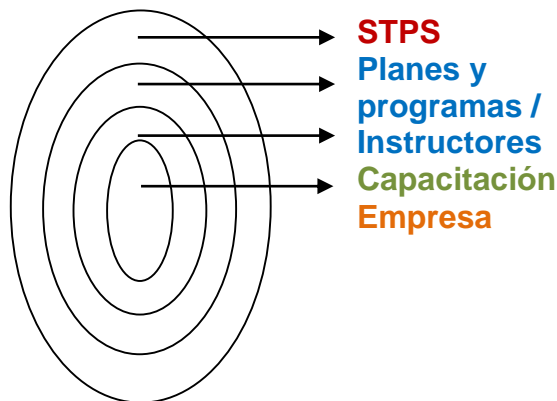 STPS
Planes y
programas /
Instructores
Capacitación
Empresa